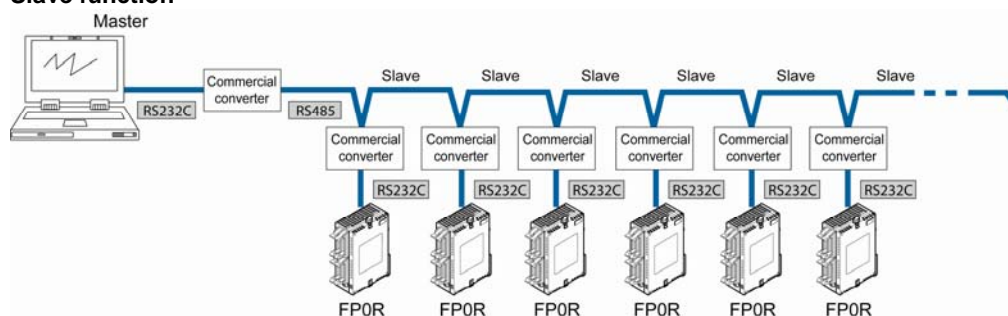 Slave function
Master
Commercial
converter
RS232C
RS485
Slave Slave Slave Slave Slave Slave
Commercial
converter
Commercial
converter
Commercial
converter
Commercial
converter
Commercial
converter
Commercial
converter
RS232C RS232C RS232C RS232C RS232C RS232C
FP0R FP0R FP0R FP0R FP0R FP0R